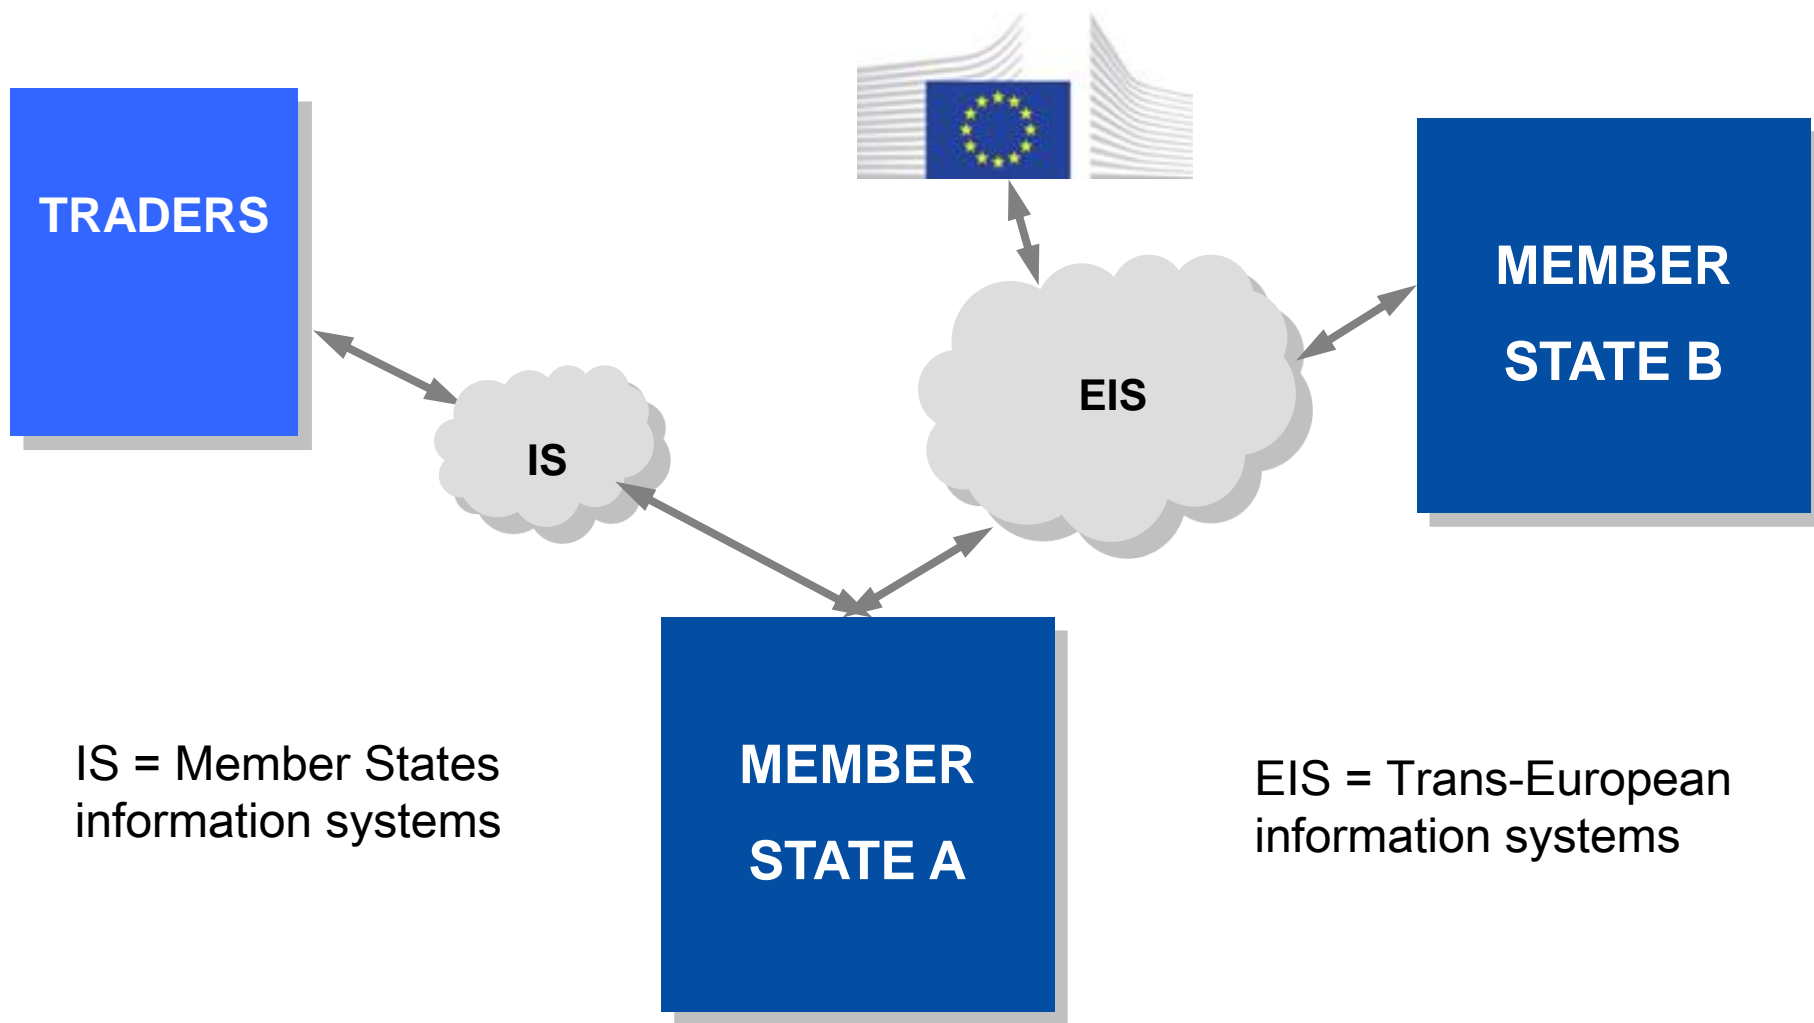 TRADERS
MEMBER
STATE B
EIS
IS
MEMBER
STATE A
IS = Member States
information systems
EIS = Trans-European
information systems